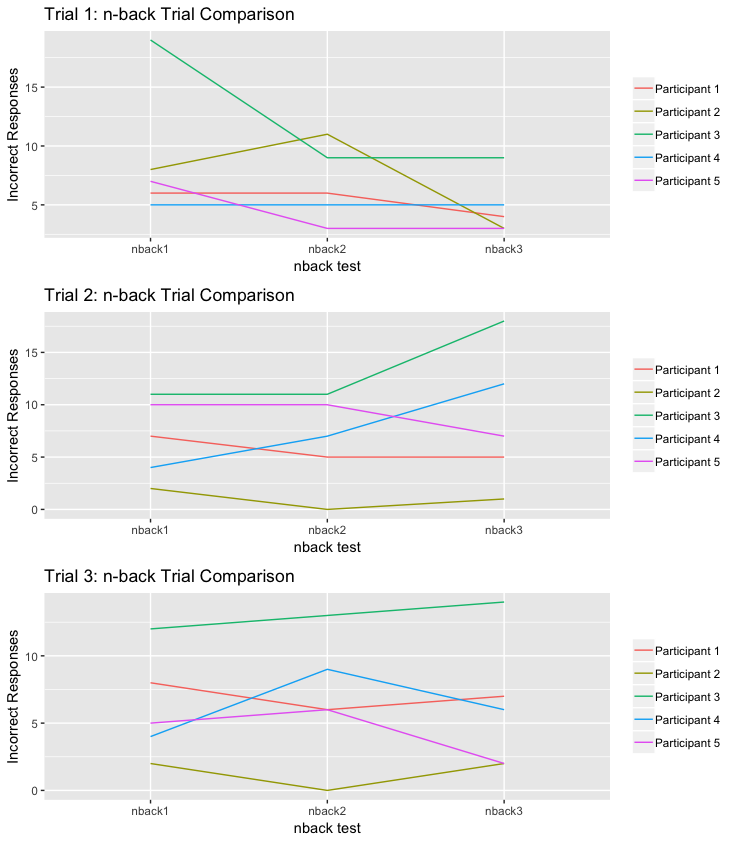 Trial 1: n-back Trial Comparison
Incorrect Responses
15
10
5
nback1 nback2 nback3
nback test
Participant 1
Participant 2
Participant 3
Participant 4
Participant 5
Trial 2: n-back Trial Comparison
Incorrect Responses
15
10
5
0
nback1 nback2 nback3
nback test
Participant 1
Participant 2
Participant 3
Participant 4
Participant 5
Trial 3: n-back Trial Comparison
Incorrect Responses
10
5
0
nback1 nback2 nback3
nback test
Participant 1
Participant 2
Participant 3
Participant 4
Participant 5